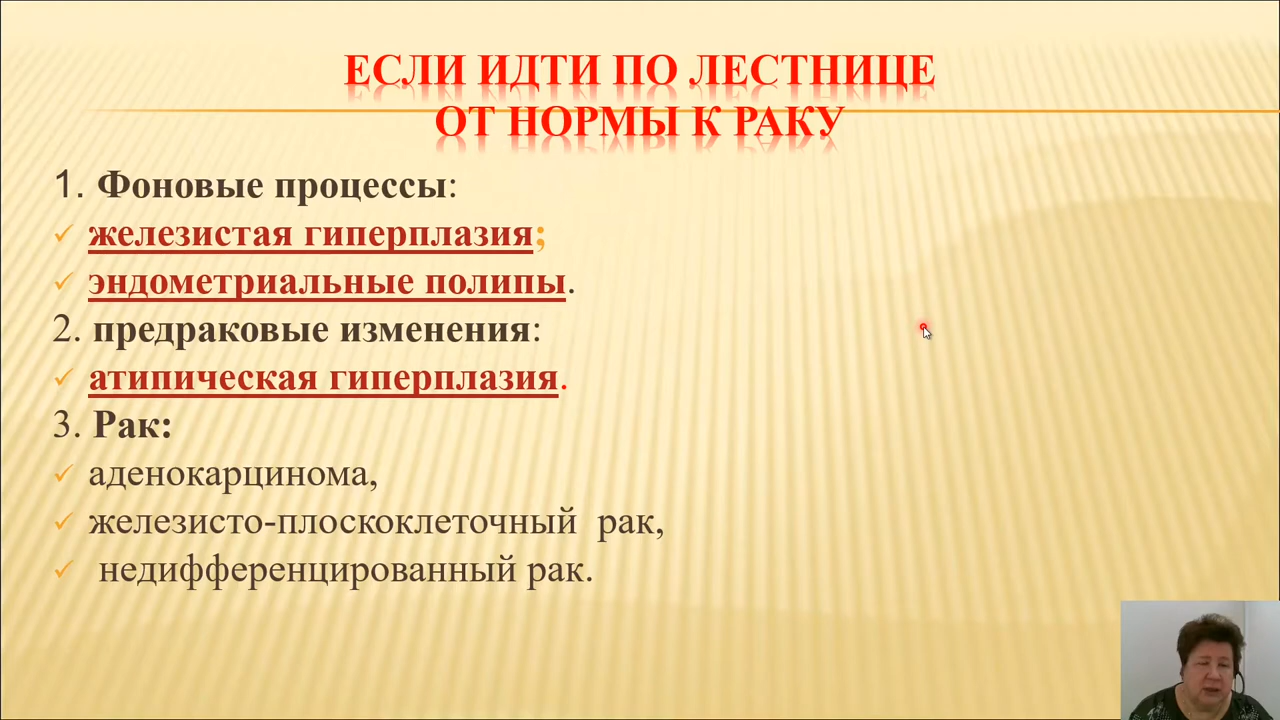 ЕСЛИ ИДТИ ПО ЛЕСТНИЦЕ
ОТ НОРМЫ К РАКУ
1. Фоновые процессы:
железистая гиперплазия;
эндометриальные полипы.
2. предраковые изменения:
атипическая гиперплазия.
3. Рак:
аденокарцинома,
железисто-плоскоклеточный рак,
недифференцированный рак.